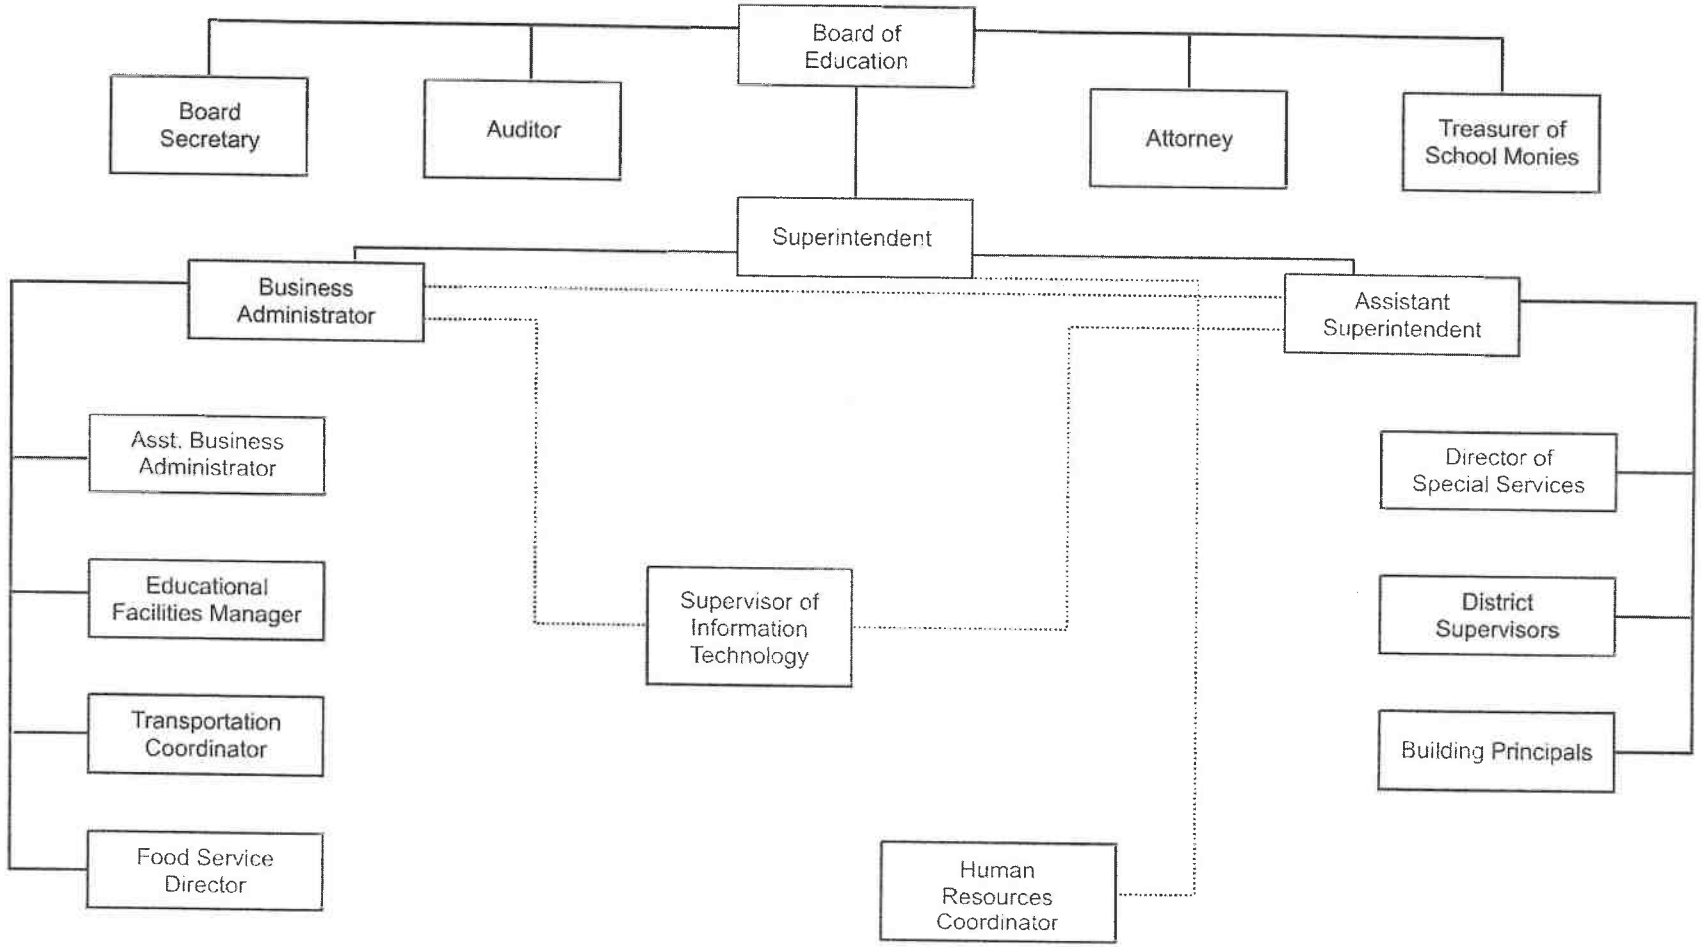 Board of
Education
Board
Secretary
Auditor
Attorney
Treasurer of
School Monies
Superintendent
Business
Administrator
Assistant
Superintendent
Asst. Business
Administrator
Director of
Special Services
Educational
Facilities Manager
Supervisor of
Information
Technology
District
Supervisors
Transportation
Coordinator
Building Principals
Food Service
Director
Human
Resources
Coordinator